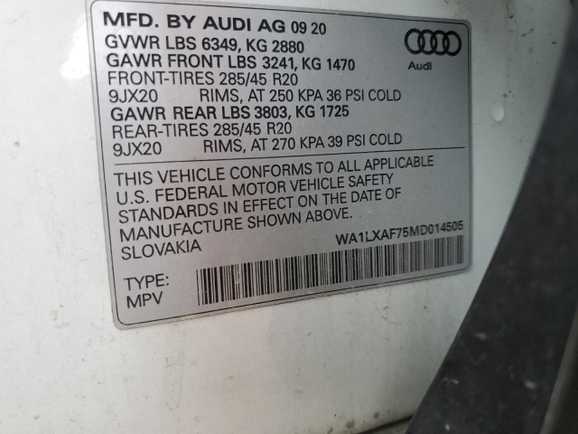 MFD. BY AUDI AG 09 20
GVWR LBS 6349, KG 2880
GAWR FRONT LBS 3241, KG 1470
FRONT-TIRES 285/45 R20
9JX20 RIMS, AT 250 KPA 36 PSI COLD
GAWR REAR LBS 3803, KG 1725
REAR-TIRES 285/45 R20
9JX20 RIMS, AT 270 KPA 39 PSI COLD
Audi
THIS VEHICLE CONFORMS TO ALL APPLICABLE
U.S. FEDERAL MOTOR VEHICLE SAFETY
STANDARDS IN EFFECT ON THE DATE OF
MANUFACTURE SHOWN ABOVE.
SLOVAKIA
WA1LXAF75MD014505
TYPE:
MPV